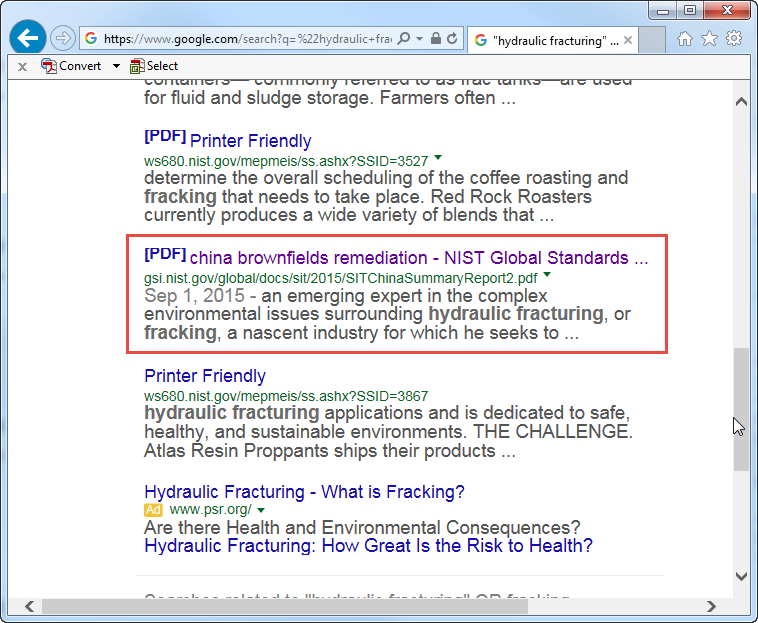 https://www.google.com/search?q=%22hydraulic+fra
"hydraulic fracturing" ...
Convert
Select
containers— commonly referred to as frac tanks—are used
for fluid and sludge storage. Farmers often ...
[PDF] Printer Friendly
ws680.nist.gov/mepmeis/ss.ashx?SSID=3527
determine the overall scheduling of the coffee roasting and
fracking that needs to take place. Red Rock Roasters
currently produces a wide variety of blends that ...
[PDF] china brownfields remediation - NIST Global Standards ...
gsi.nist.gov/global/docs/sit/2015/SITChinaSummaryReport2.pdf
Sep 1, 2015 - an emerging expert in the complex
environmental issues surrounding hydraulic fracturing, or
fracking, a nascent industry for which he seeks to ...
Printer Friendly
ws680.nist.gov/mepmeis/ss.ashx?SSID=3867
hydraulic fracturing applications and is dedicated to safe,
healthy, and sustainable environments. THE CHALLENGE.
Atlas Resin Proppants ships their products ...
Hydraulic Fracturing - What is Fracking?
Ad www.psr.org/
Are there Health and Environmental Consequences?
Hydraulic Fracturing: How Great Is the Risk to Health?
Searches related to "hydraulic fracturing" OR fracking